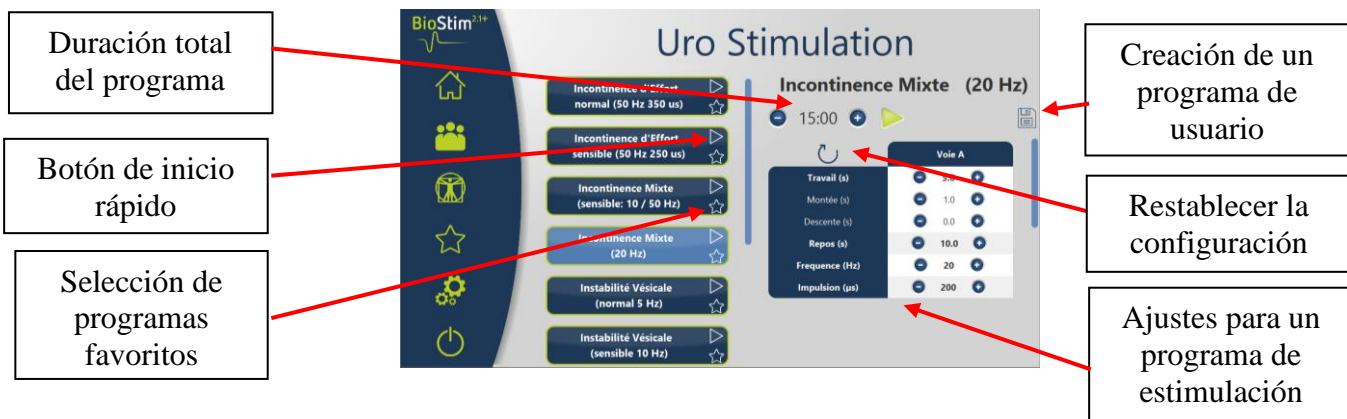 Duración total
del programa
Botón de inicio
rápido
Selección de
programas
favoritos
BioStim2.1+
Uro Stimulation
Incontinence d'Effort
normal (50 Hz 350 us)
Incontinence d'Effort
sensible (50 Hz 250 us)
Incontinence Mixte
(sensible: 10 / 50 Hz)
Incontinence Mixte
(20 Hz)
Instabilité Vésicale
(normal 5 Hz)
Instabilité Vésicale
(sensible 10 Hz)
Incontinence Mixte (20 Hz)
15:00
Voie A
Travail (s)
Montée (s) 1.0
Descente (s) 0.0
Repos (s) 10.0
Frequence (Hz) 20
Impulsion (µs) 200
Creación de un
programa de
usuario
Restablecer la
configuración
Ajustes para un
programa de
estimulación